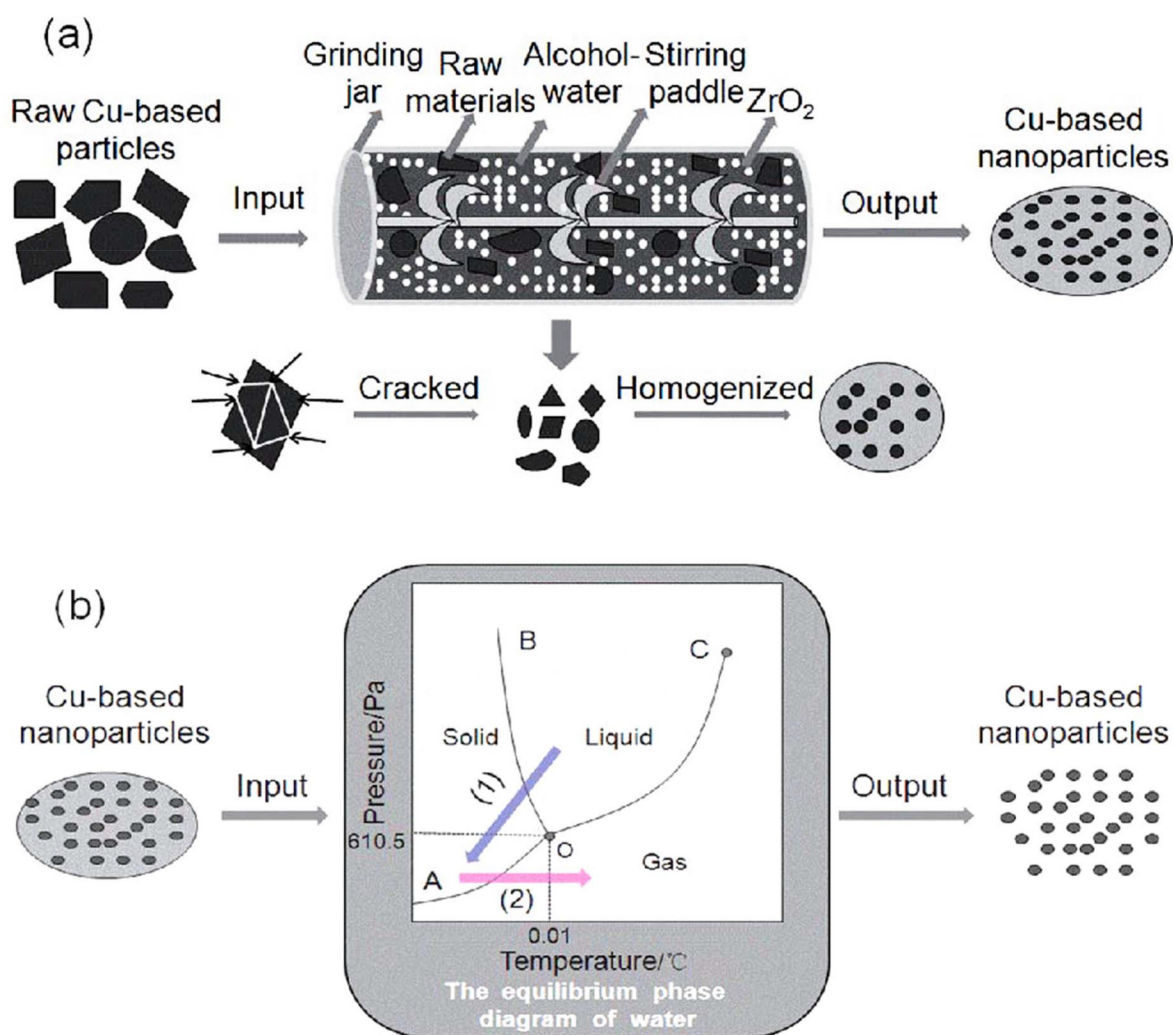 (a)
Raw Cu-based
particles
Input
Grinding
jar
Raw
materials
Alcohol-
water
Stirring
paddle
ZrO₂
Output
Cu-based
nanoparticles
Cracked
Homogenized
(b)
Cu-based
nanoparticles
Input
Pressure/Pa
610.5
B
C
Solid
Liquid
(1)
O
A
(2)
Gas
0.01
Temperature/℃
The equilibrium phase
diagram of water
Output
Cu-based
nanoparticles